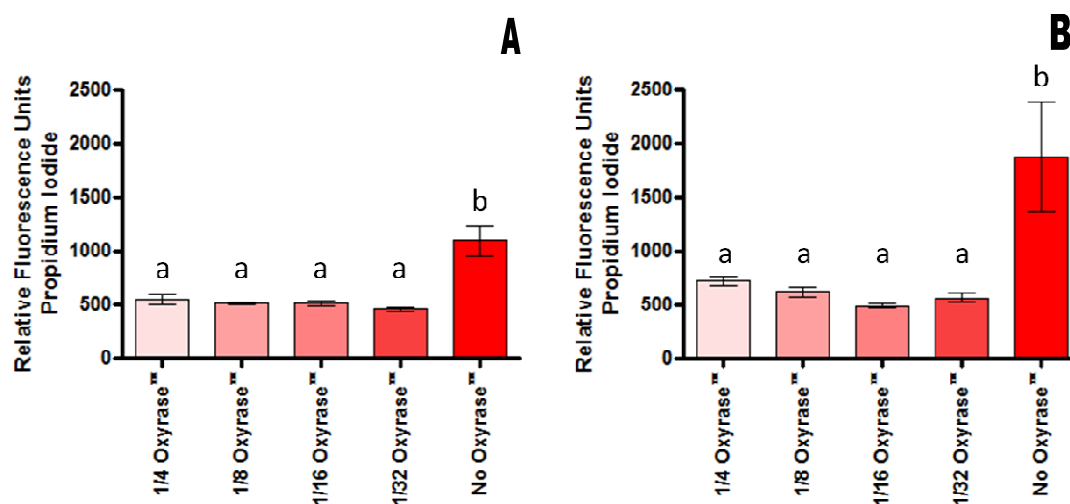 A
Relative Fluorescence Units
Propidium Iodide
2500
2000
1500
1000
500
0
a
a
a
a
b
1/4 Oxyrase™
1/8 Oxyrase™
1/16 Oxyrase™
1/32 Oxyrase™
No Oxyrase™
B
Relative Fluorescence Units
Propidium Iodide
2500
2000
1500
1000
500
0
a
a
a
a
b
1/4 Oxyrase™
1/8 Oxyrase™
1/16 Oxyrase™
1/32 Oxyrase™
No Oxyrase™